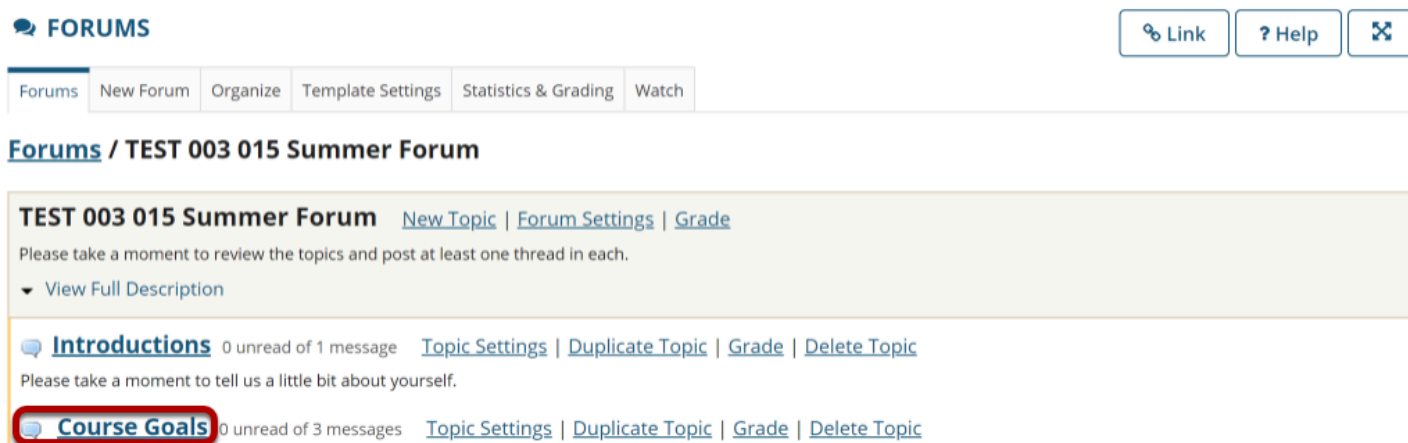 FORUMS
Link
? Help
Forums New Forum Organize Template Settings Statistics & Grading Watch
Forums / TEST 003 015 Summer Forum
TEST 003 015 Summer Forum New Topic | Forum Settings | Grade
Please take a moment to review the topics and post at least one thread in each.
View Full Description
Introductions 0 unread of 1 message Topic Settings | Duplicate Topic | Grade | Delete Topic
Please take a moment to tell us a little bit about yourself.
Course Goals 0 unread of 3 messages Topic Settings | Duplicate Topic | Grade | Delete Topic